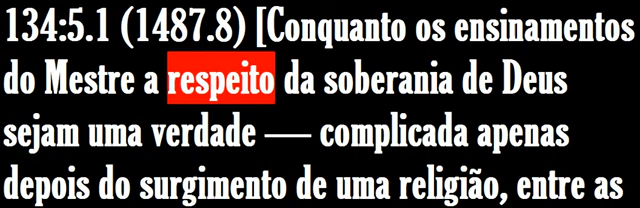 134:5.1 (1487.8) [Conquanto os ensinamentos
do Mestre a respeito da soberania de Deus
sejam uma verdade — complicada apenas
depois do surgimento de uma religião, entre as